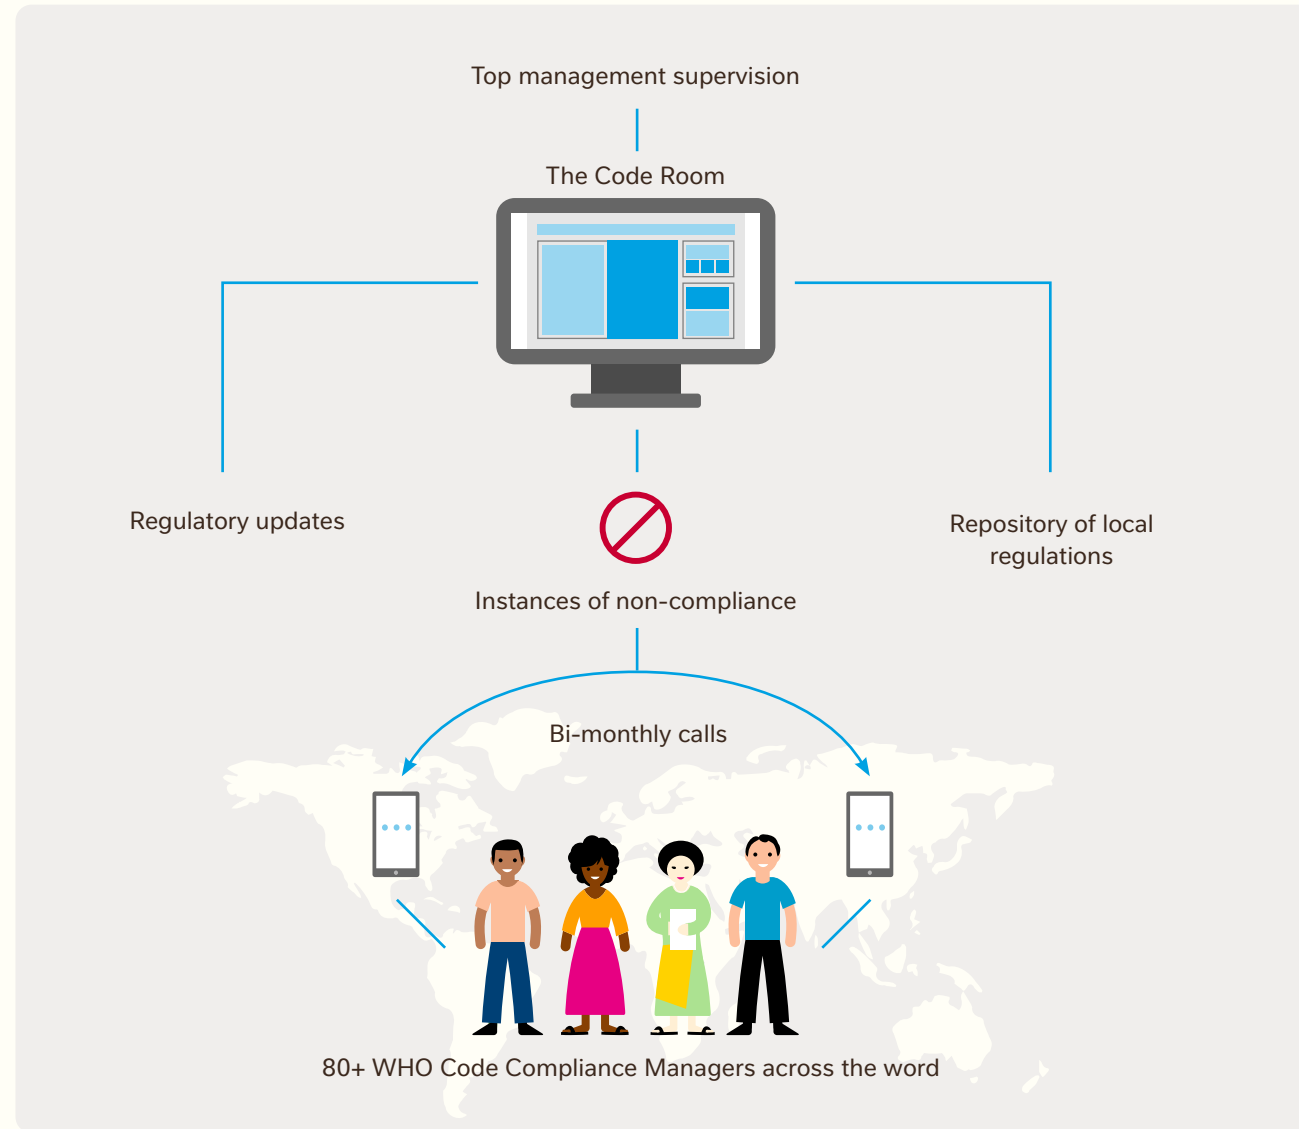 Top management supervision
The Code Room
Regulatory updates
Repository of local
regulations
Instances of non-compliance
Bi-monthly calls
80+ WHO Code Compliance Managers across the word